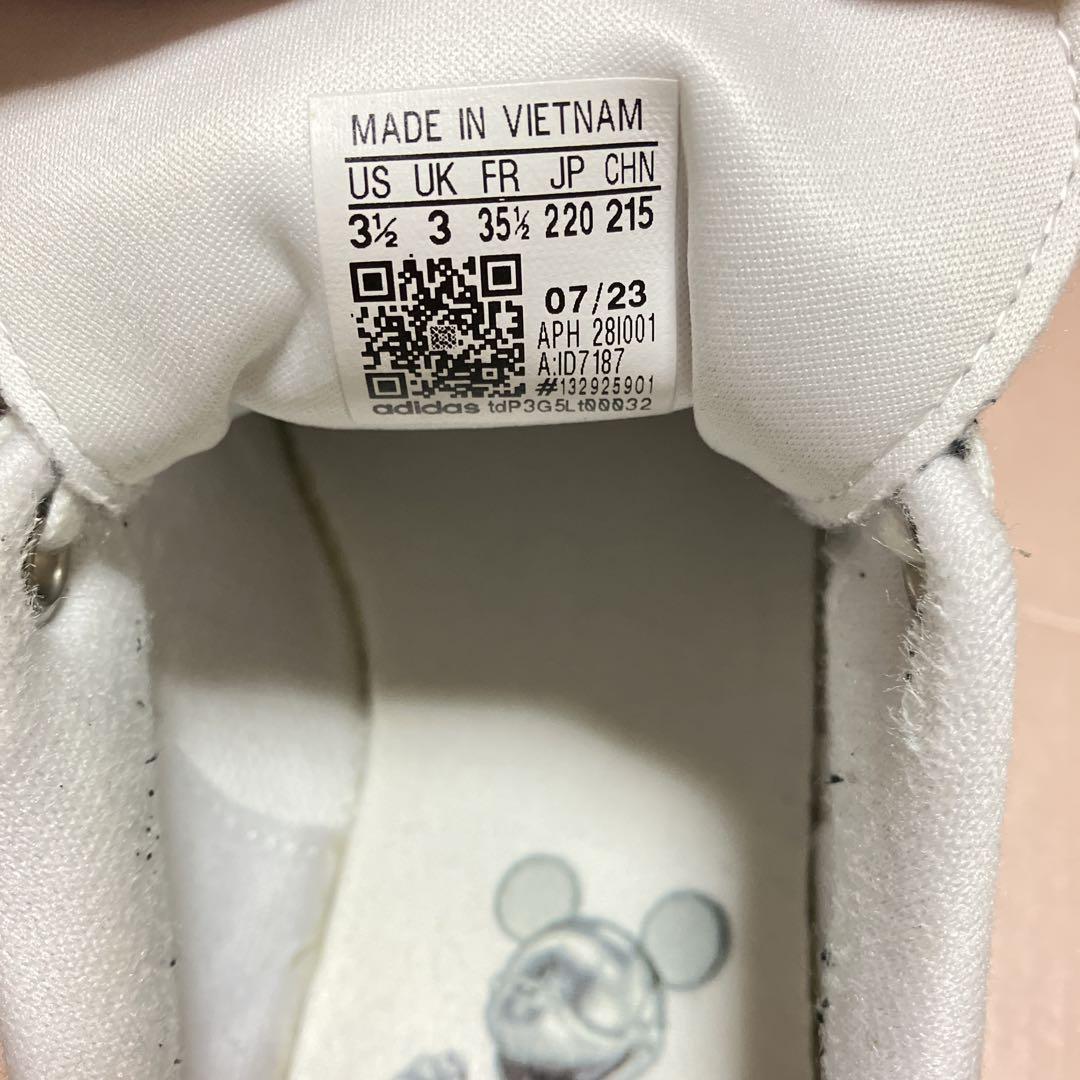 MADE IN VIETNAM
US UK FR JP CHN
3½ 3 35½ 220 215
07/23
APH 28I001
A:ID7187
#132925901
adidas tdP3G5Lt00032